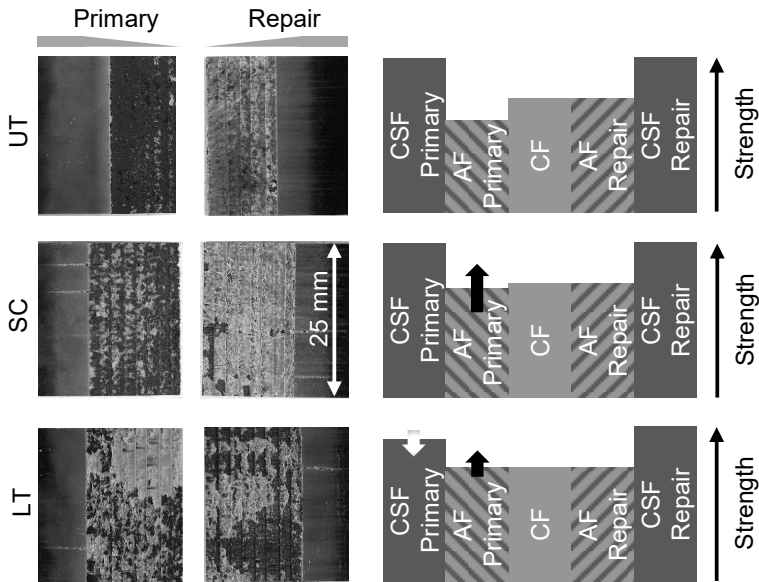 Primary
Repair
UT
CSF
Primary
AF
Primary
CF
AF
Repair
CSF
Repair
Strength
SC
25 mm
CSF
Primary
AF
Primary
CF
AF
Repair
CSF
Repair
Strength
LT
CSF
Primary
AF
Primary
CF
AF
Repair
CSF
Repair
Strength